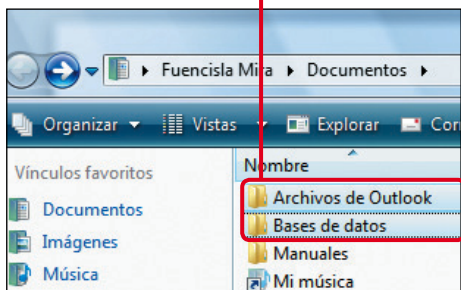 Fuencisla Mira Documentos
Organizar Vistas Explorar
Vínculos favoritos
Nombre
Documentos
Archivos de Outlook
Imágenes
Bases de datos
Música
Manuales
Mi música